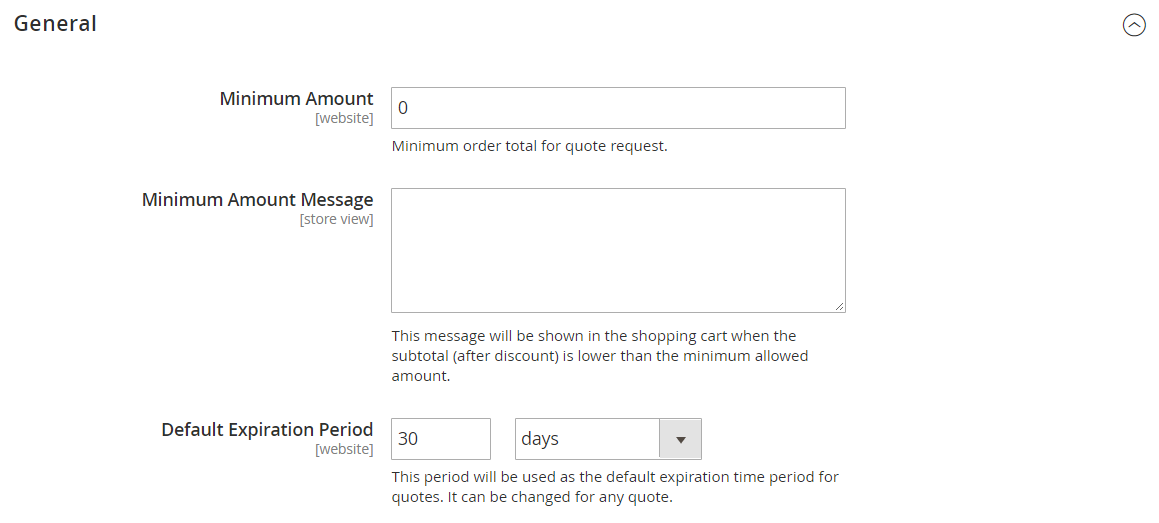 General
Minimum Amount
[website]
0
Minimum order total for quote request.
Minimum Amount Message
[store view]
This message will be shown in the shopping cart when the
subtotal (after discount) is lower than the minimum allowed
amount.
Default Expiration Period
[website]
30
days
This period will be used as the default expiration time period for
quotes. It can be changed for any quote.